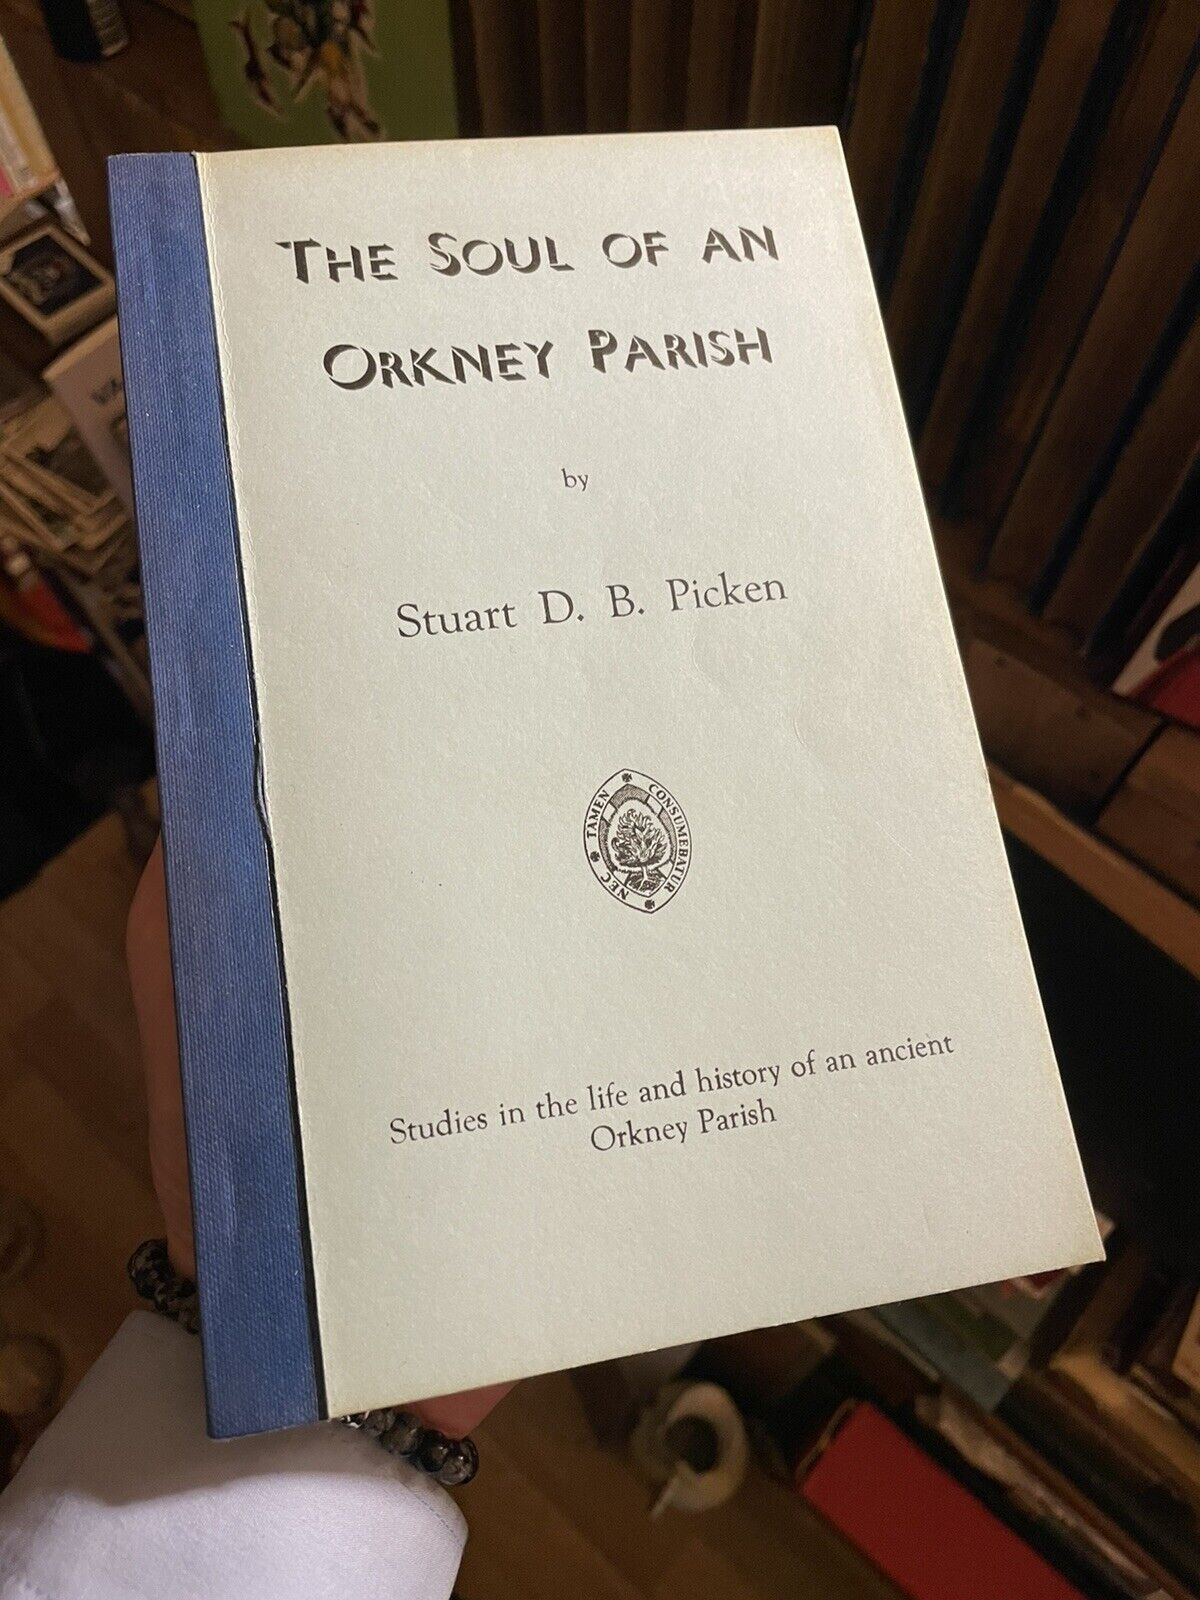 THE SOUL OF AN
ORKNEY PARISH
by
Stuart D. B. Picken
NEC TAMEN CONSUMEBATUR
Studies in the life and history of an ancient
Orkney Parish